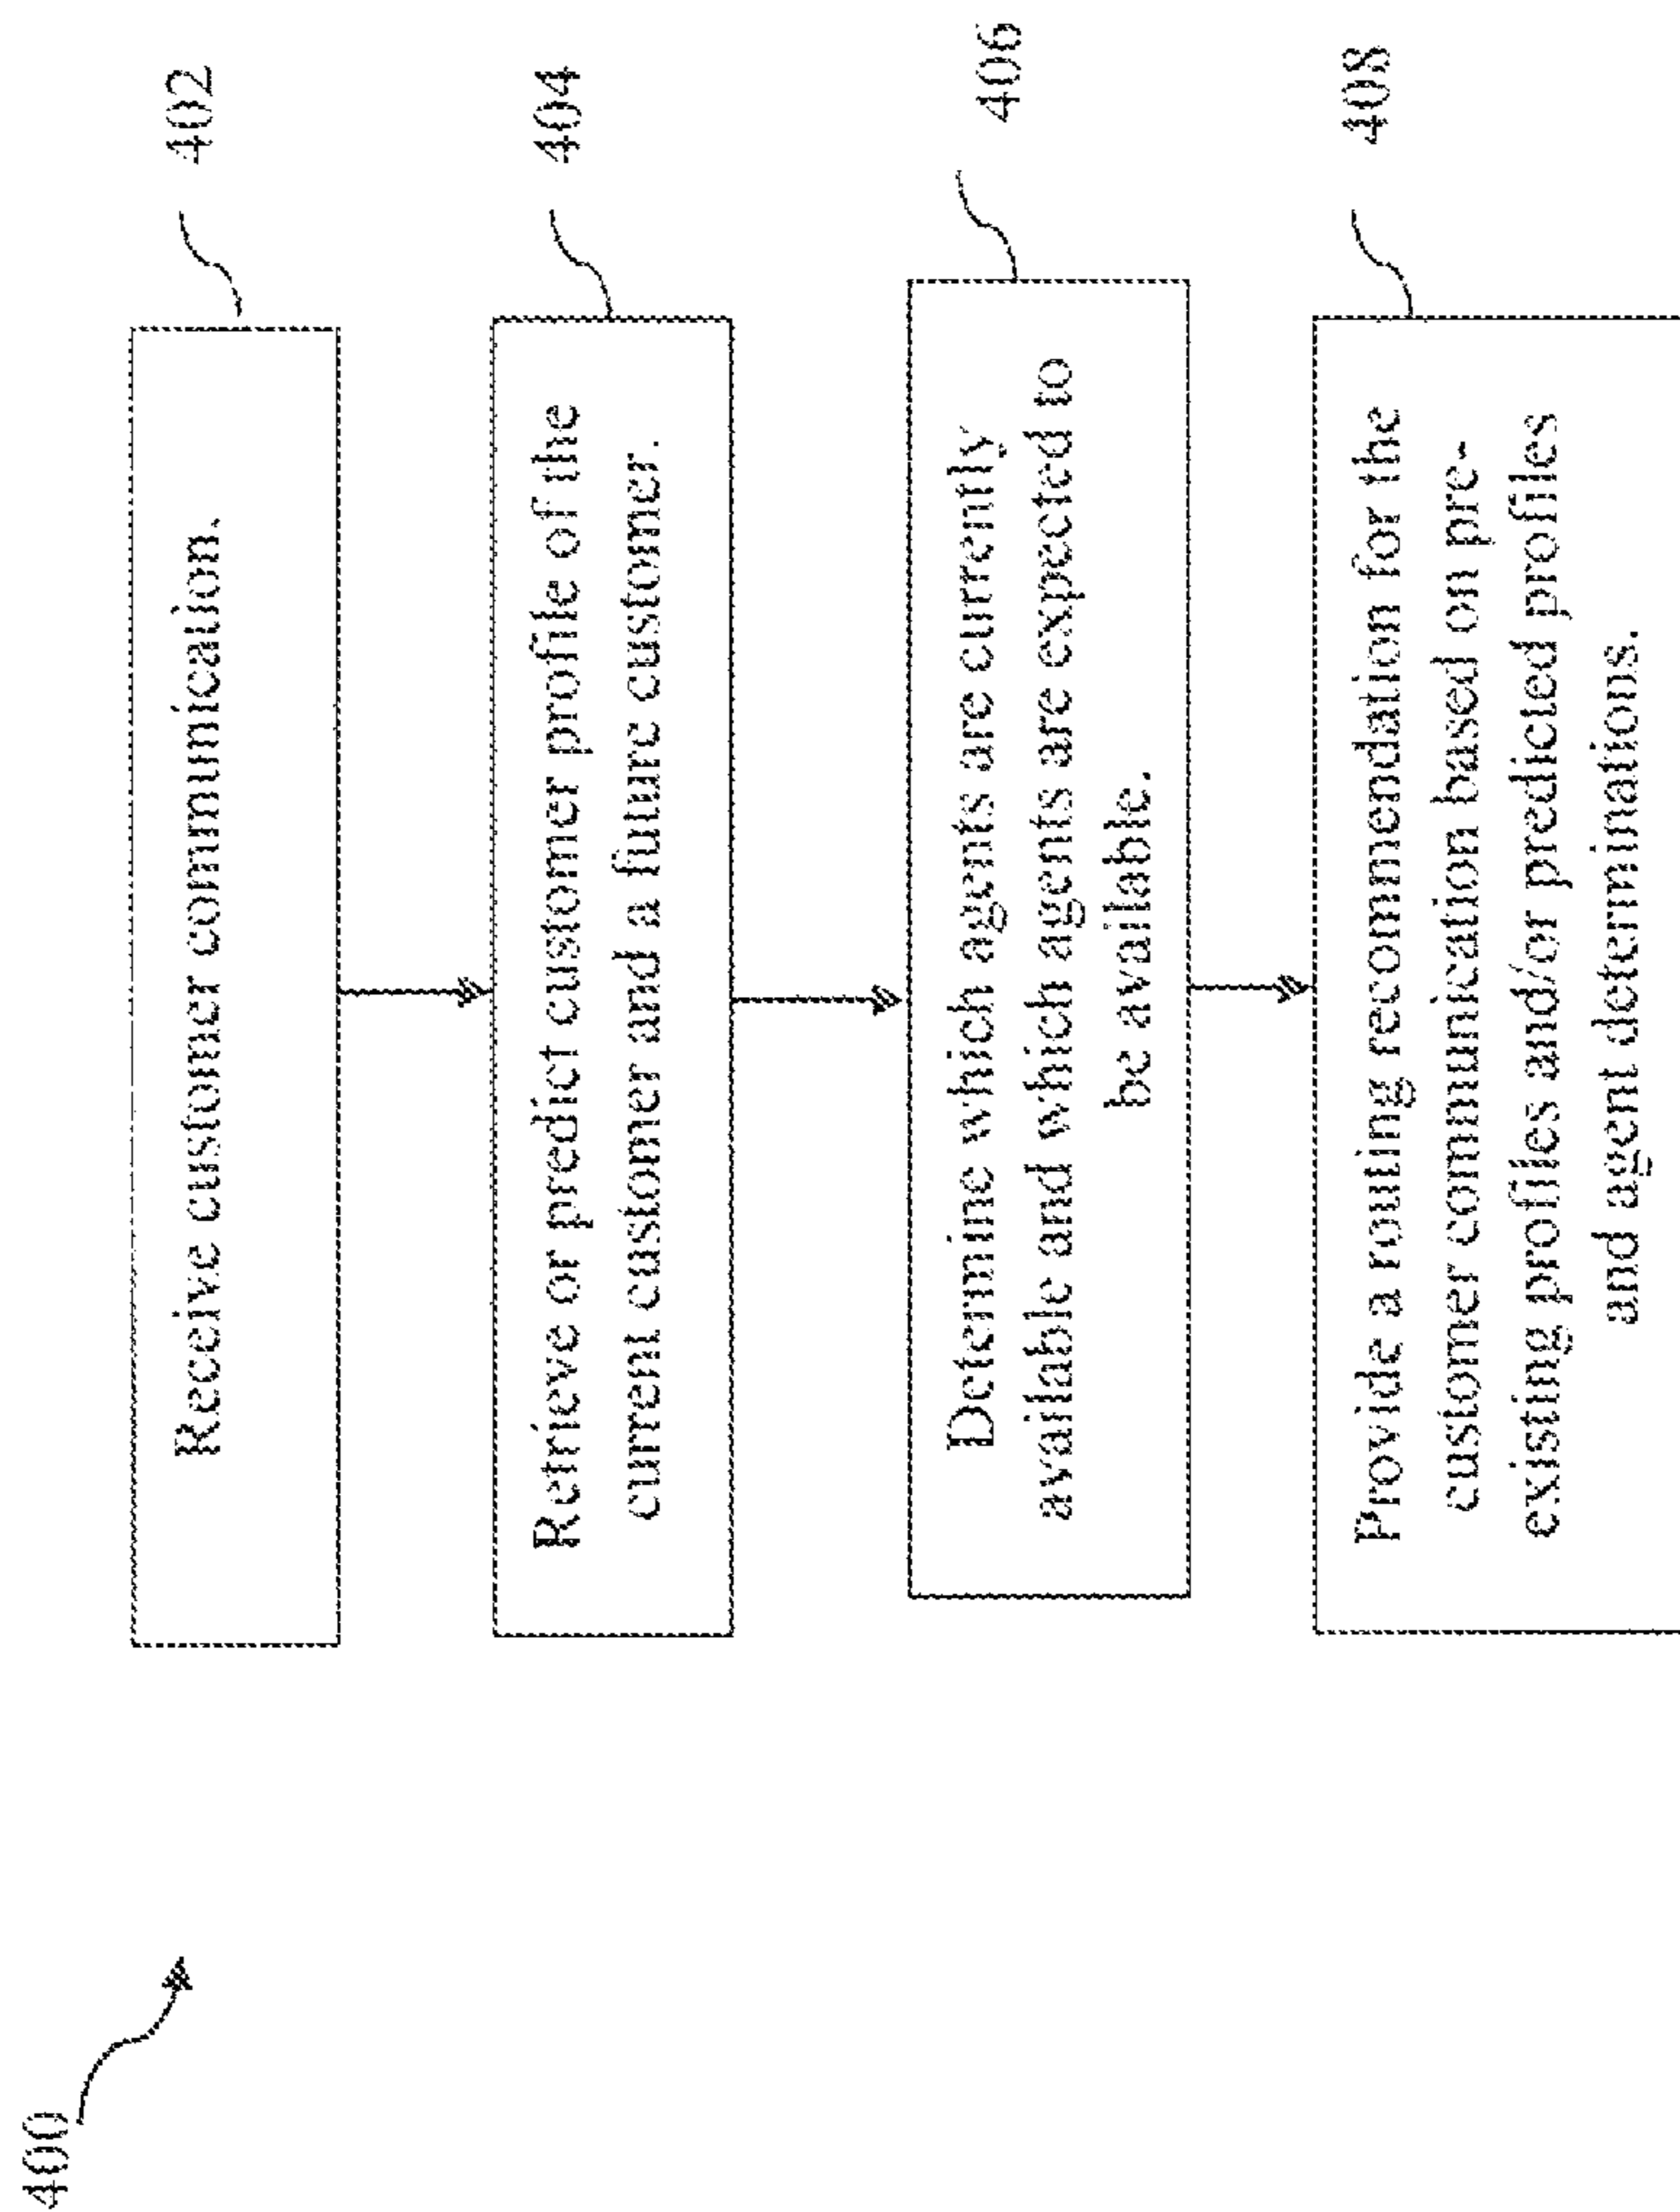 400
Receive customer communication.
402
Retrieve or predict customer profile of the
current customer and a future customer.
404
Determine which agents are currently
available and which agents are expected to
be available.
406
Provide a routing recommendation for the
customer communication based on pre-
existing profiles and/or predicted profiles
and agent determinations.
408